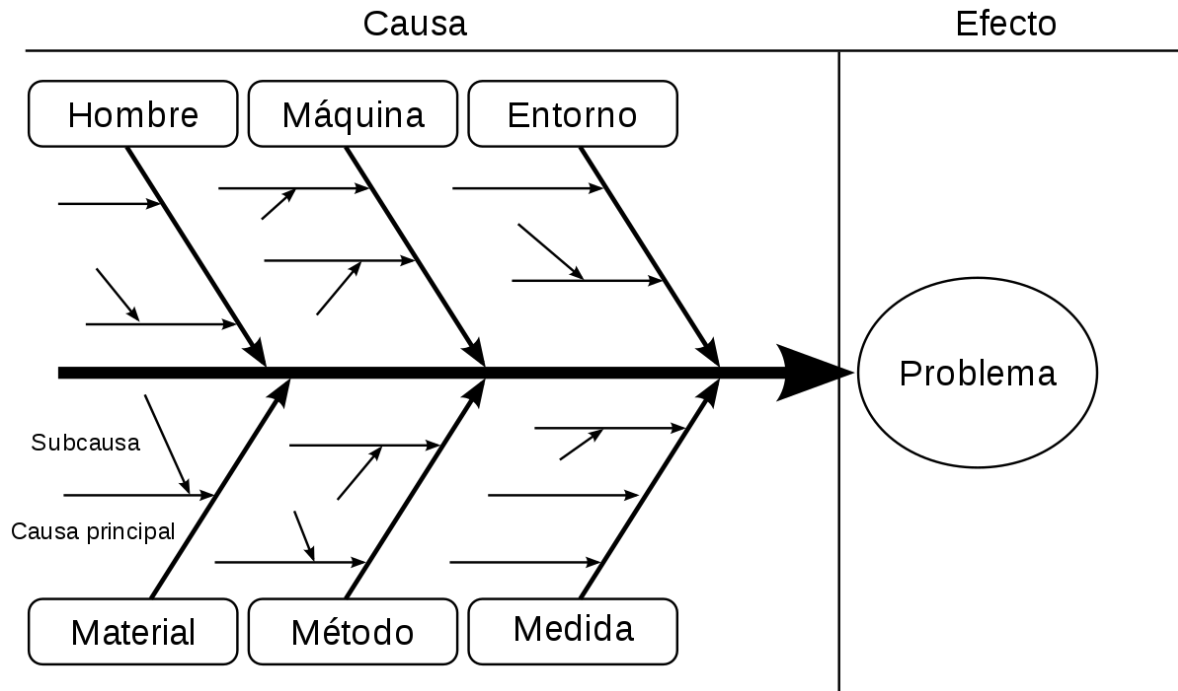 Causa
Efecto
Hombre
Máquina
Entorno
Problema
Subcausa
Causa principal
Material
Método
Medida